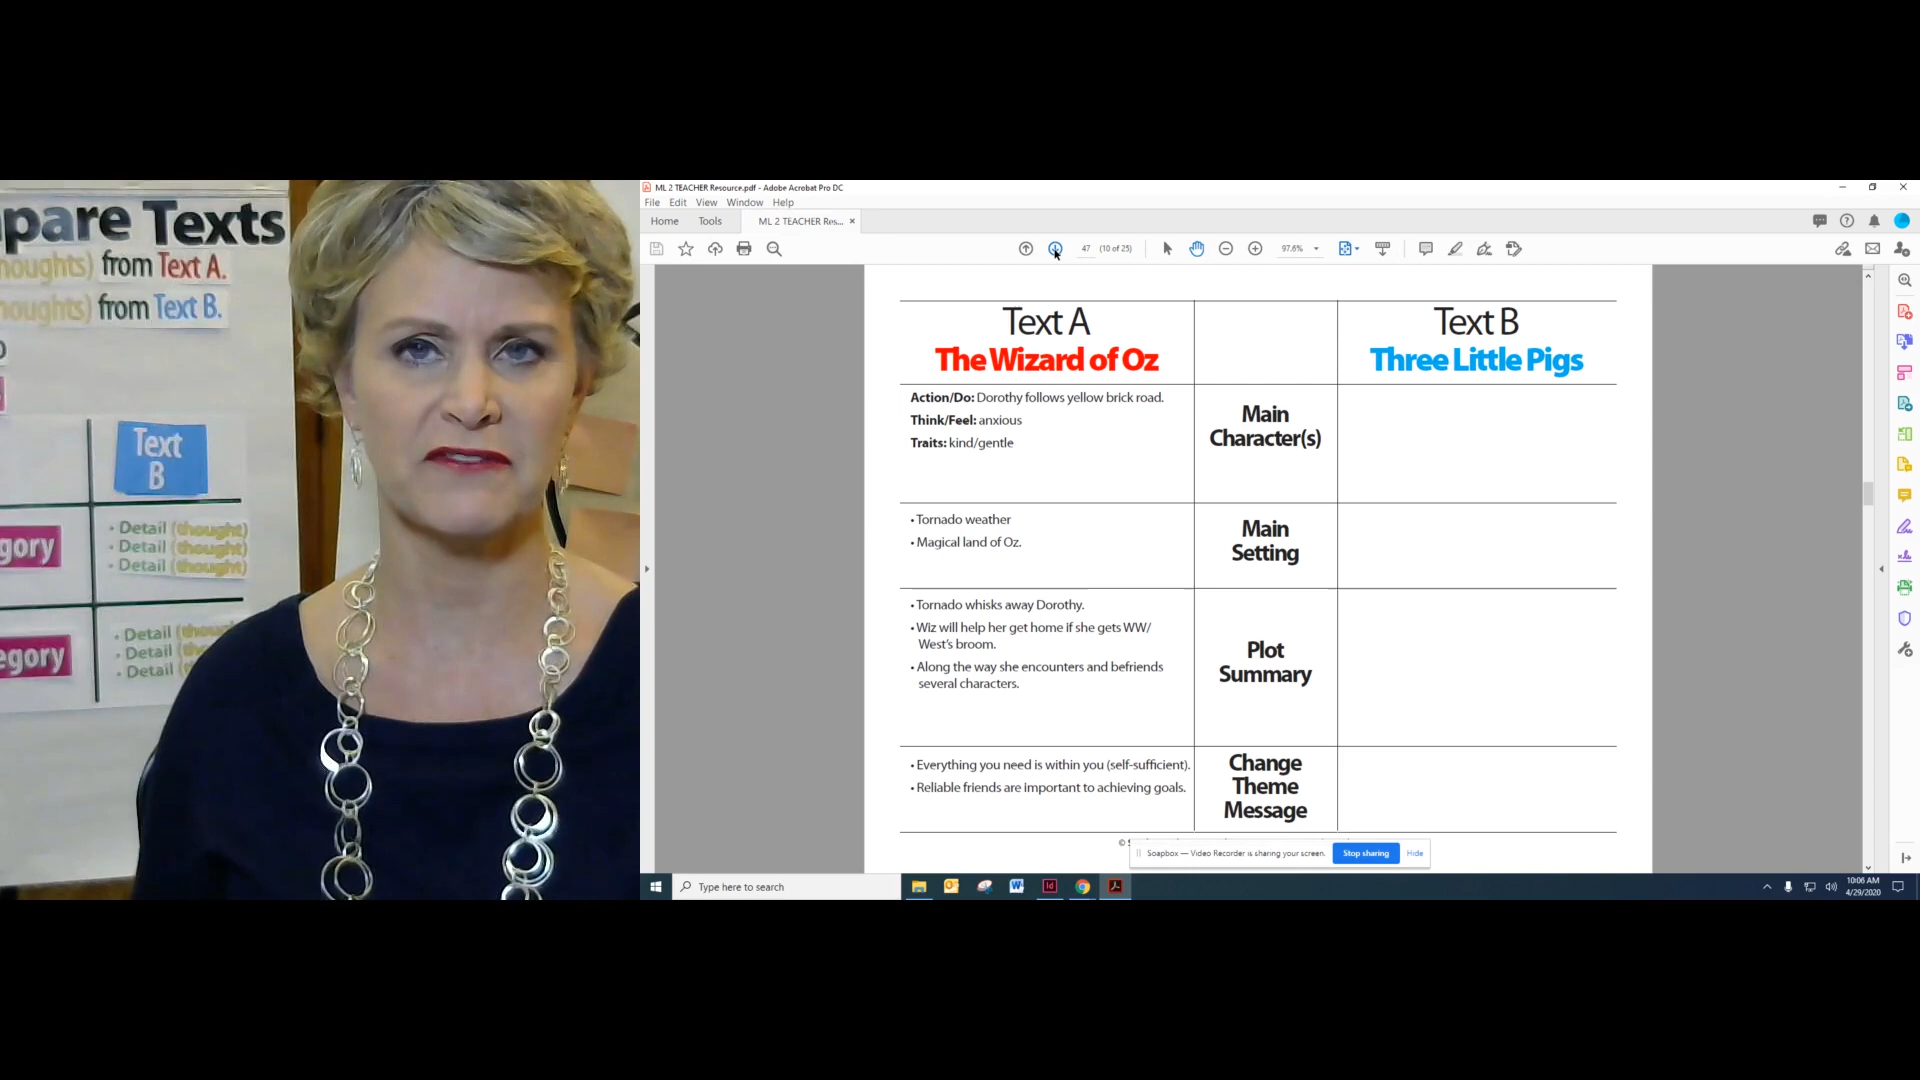 pare Texts
houghts) from Text A.
houghts) from Text B.
Text
B
gory
• Detail (thought)
• Detail (thought)
• Detail (thought)
egory
• Detail
• Detail
• Detail
ML 2 TEACHER Resource.pdf - Adobe Acrobat Pro DC
File Edit View Window Help
Home Tools ML 2 TEACHER Res... ×
47 (10 of 25) 97.6%
Text A Text B
The Wizard of Oz Three Little Pigs
Action/Do: Dorothy follows yellow brick road.
Think/Feel: anxious
Traits: kind/gentle
Main
Character(s)
• Tornado weather
• Magical land of Oz.
Main
Setting
• Tornado whisks away Dorothy.
• Wiz will help her get home if she gets WW/
West's broom.
• Along the way she encounters and befriends
several characters.
Plot
Summary
• Everything you need is within you (self-sufficient).
• Reliable friends are important to achieving goals.
Change
Theme
Message
©
Soapbox — Video Recorder is sharing your screen. Stop sharing Hide
Type here to search
10:06 AM
4/29/2020